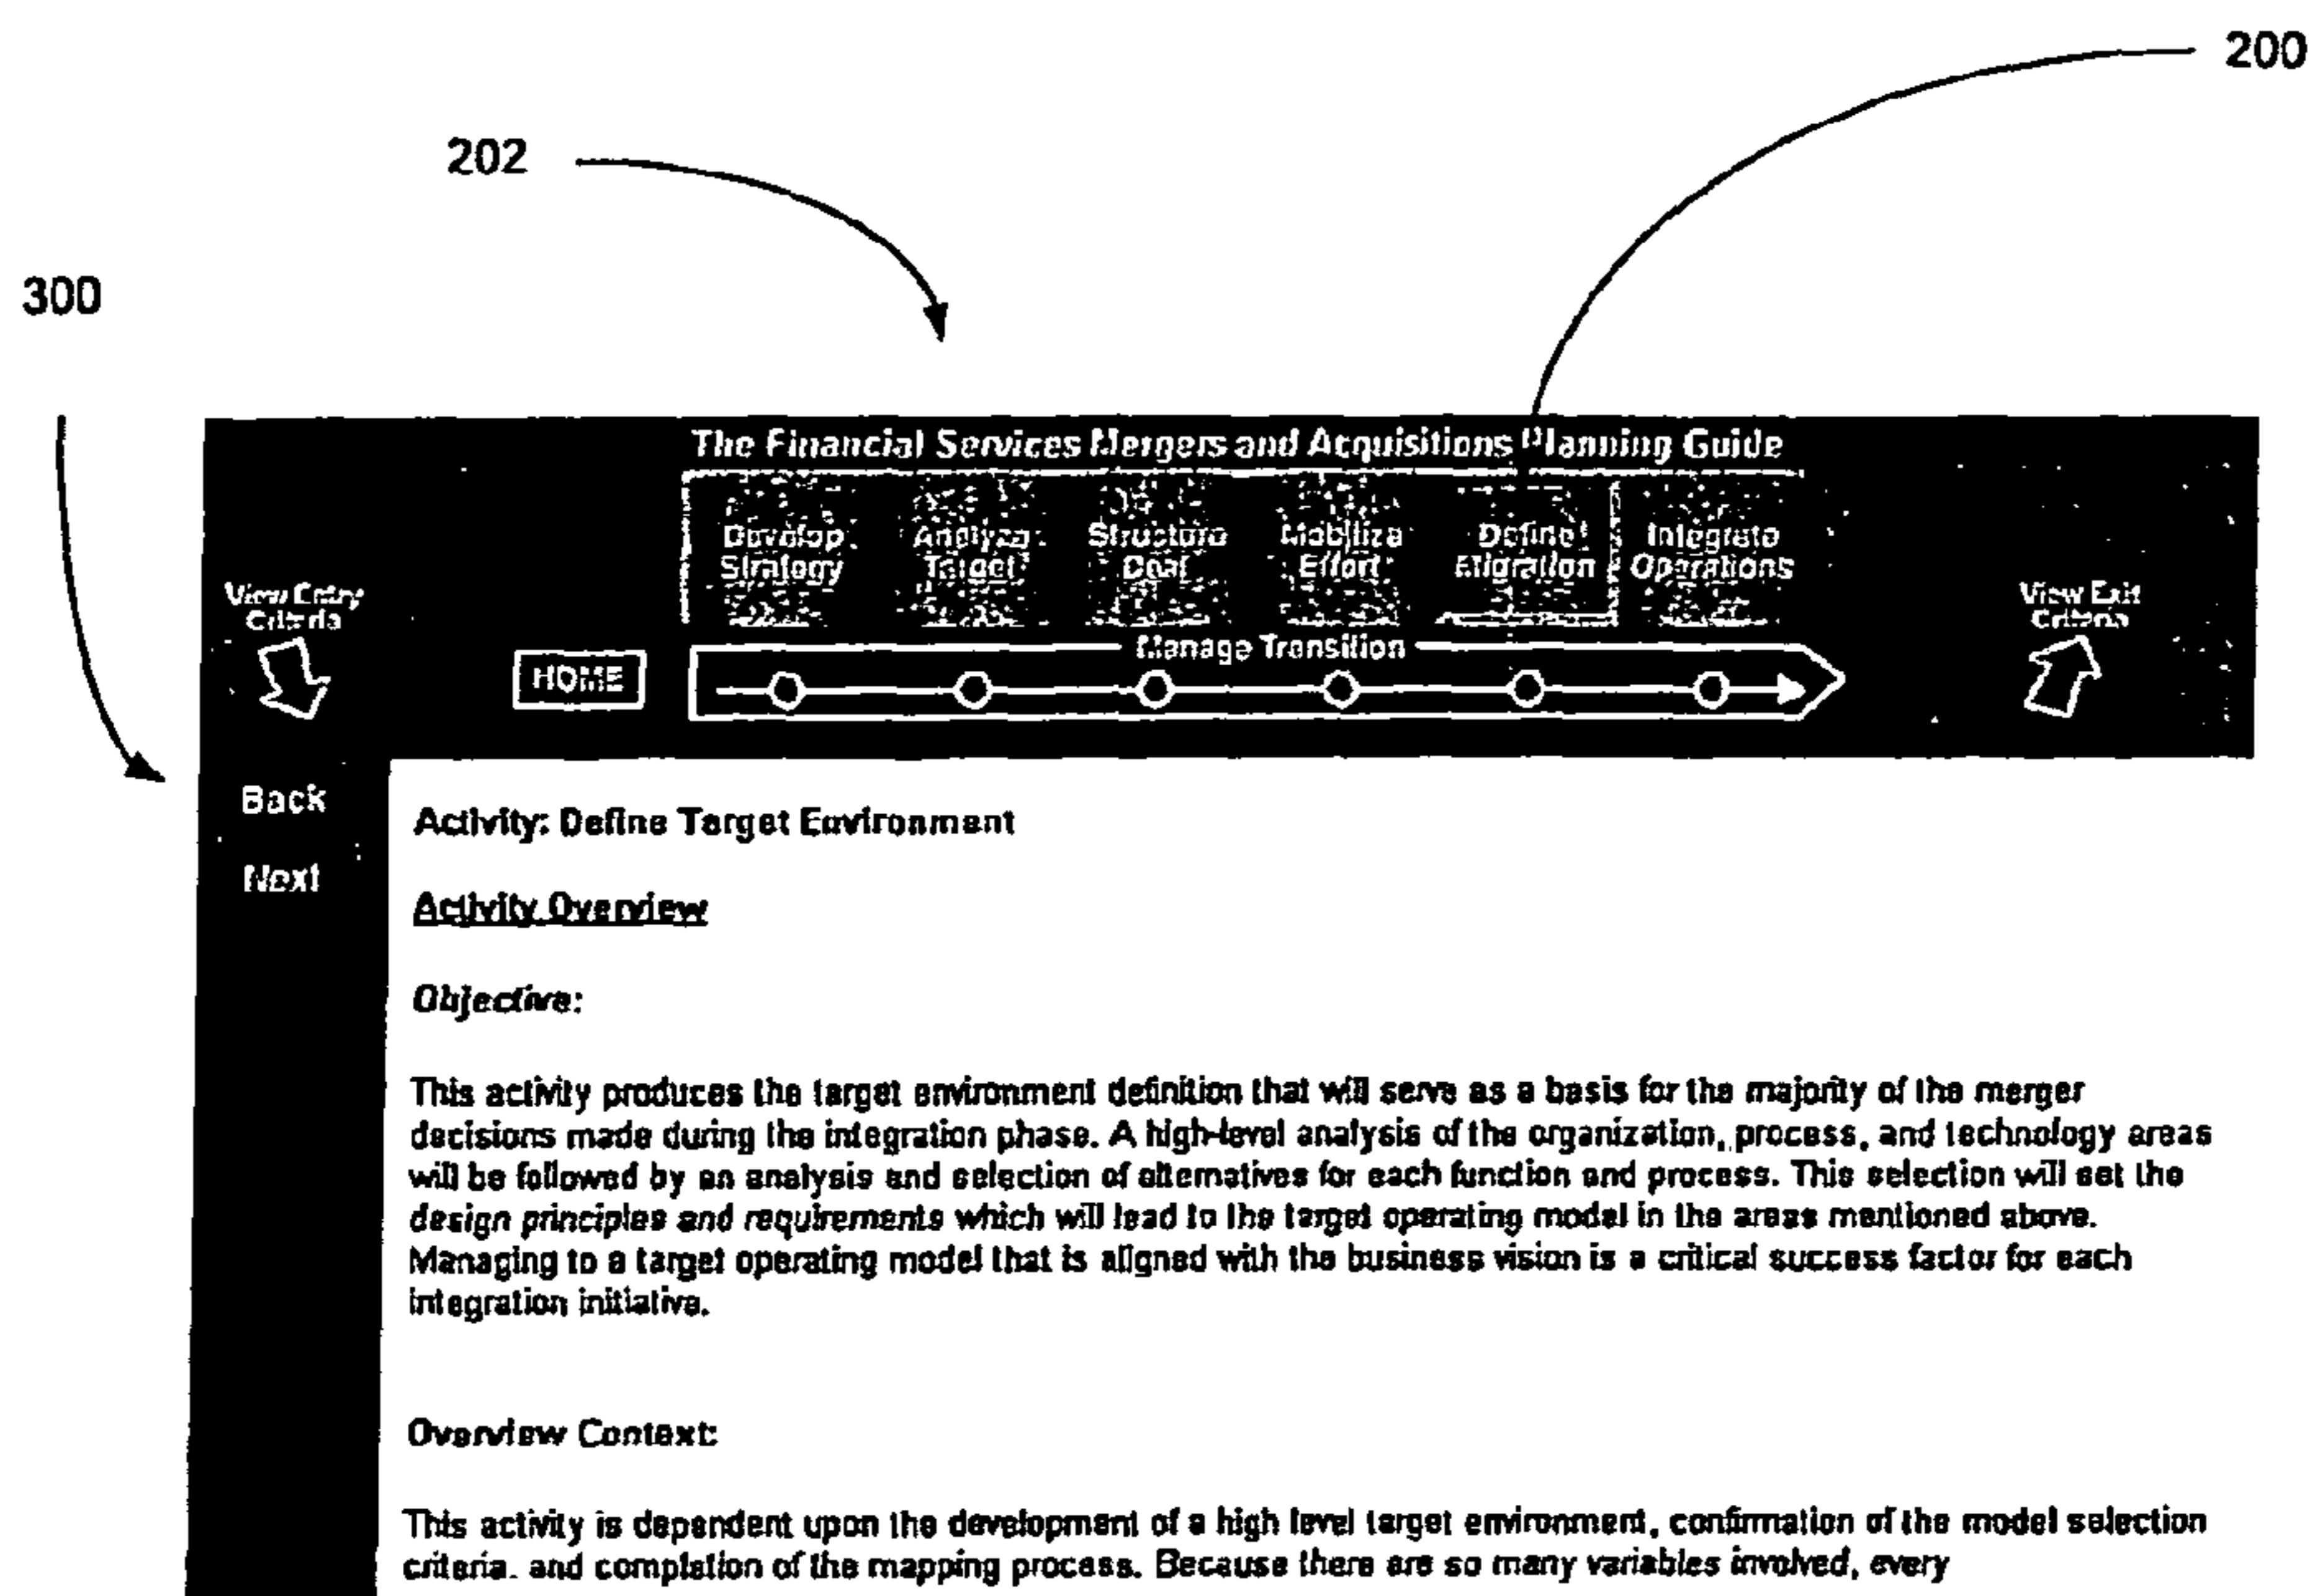 200
202
300
The Financial Services Mergers and Acquisitions Planning Guide
Develop Strategy
Analyze Target
Structure Deal
Mobilize Effort
Define Migration
Integrate Operations
View Entry Criteria
View Exit Criteria
Manage Transition
HOME
Back
Next
Activity: Define Target Environment
Activity Overview
Objective:
This activity produces the target environment definition that will serve as a basis for the majority of the merger
decisions made during the integration phase. A high-level analysis of the organization, process, and technology areas
will be followed by an analysis and selection of alternatives for each function and process. This selection will set the
design principles and requirements which will lead to the target operating model in the areas mentioned above.
Managing to a target operating model that is aligned with the business vision is a critical success factor for each
integration initiative.
Overview Context:
This activity is dependent upon the development of a high level target environment, confirmation of the model selection
criteria. and completion of the mapping process. Because there are so many variables involved, every